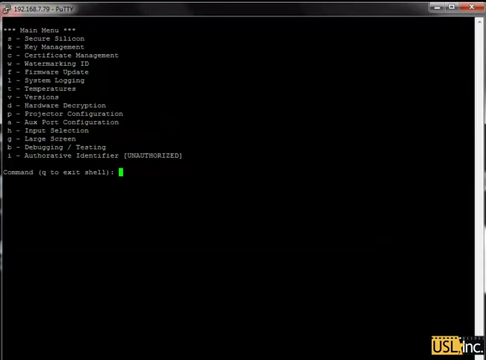 192.168.7.79 - PuTTY
*** Main Menu ***
s - Secure Silicon
k - Key Management
c - Certificate Management
w - Watermarking ID
f - Firmware Update
l - System Logging
t - Temperatures
v - Versions
d - Hardware Decryption
p - Projector Configuration
a - Aux Port Configuration
h - Input Selection
g - Large Screen
b - Debugging / Testing
i - Authorative Identifier [UNAUTHORIZED]
Command (q to exit shell):
USL, Inc.